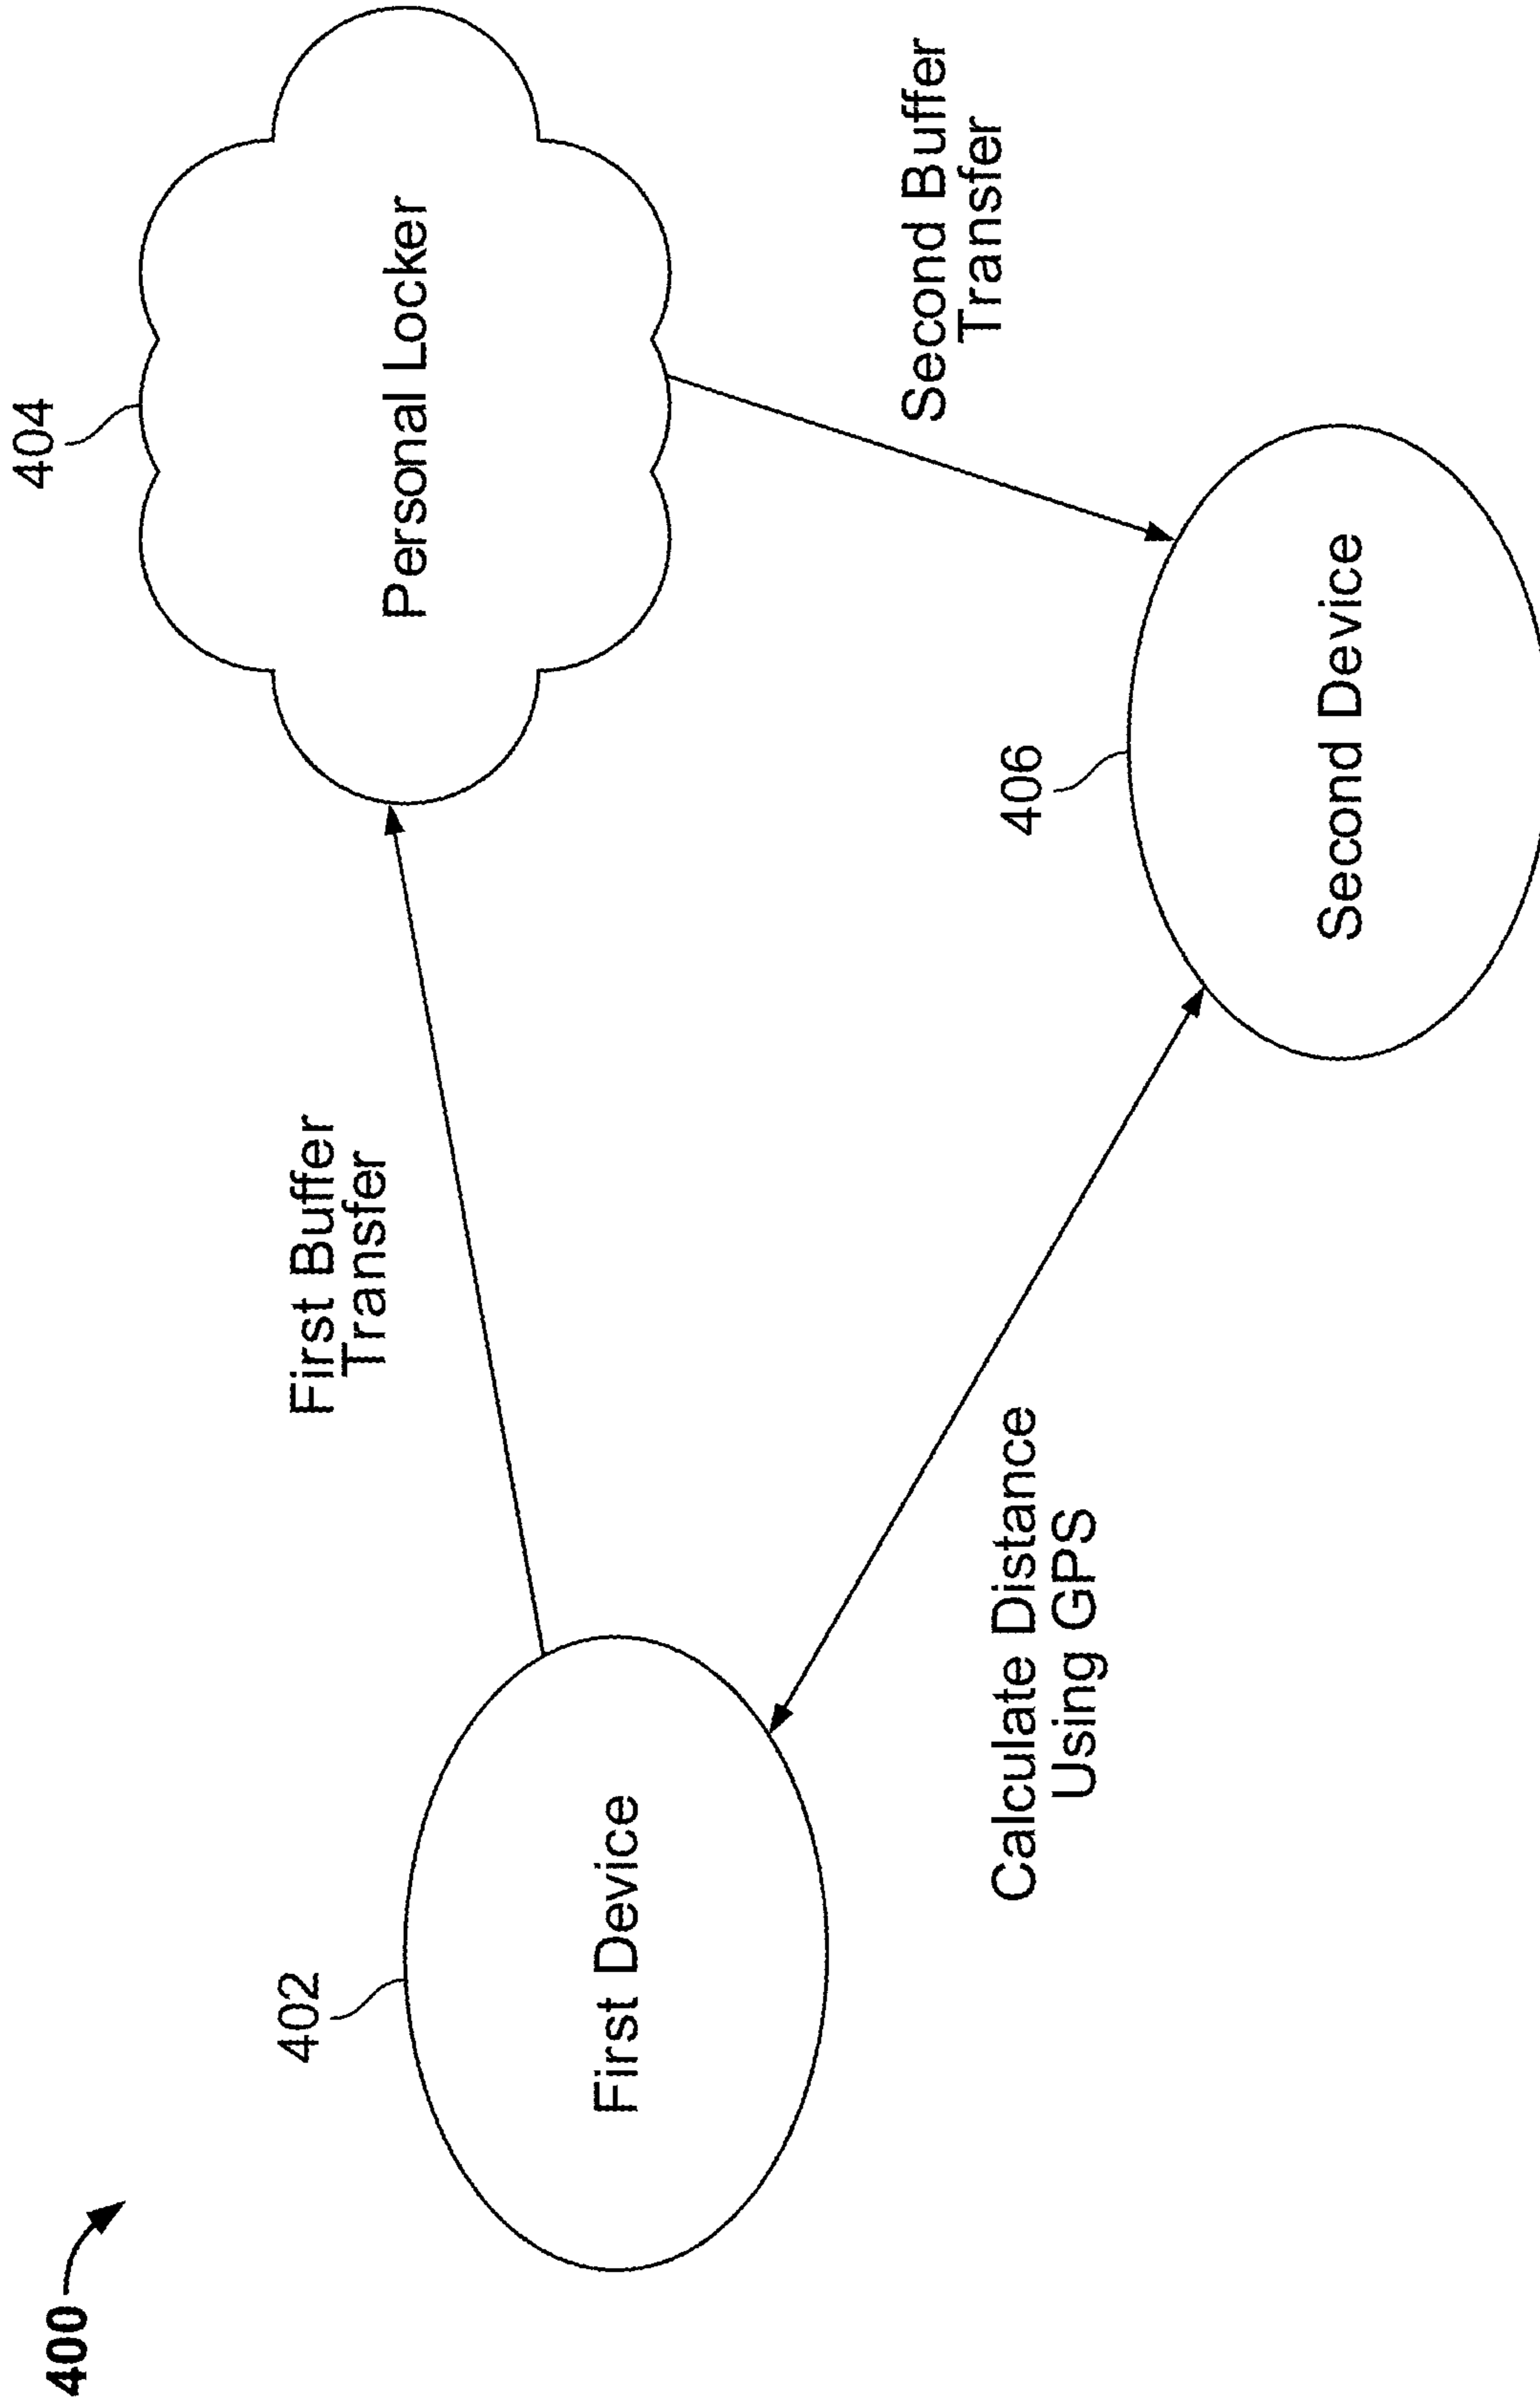 400
402
First Device
First Buffer
Transfer
404
Personal Locker
Calculate Distance
Using GPS
406
Second Device
Second Buffer
Transfer